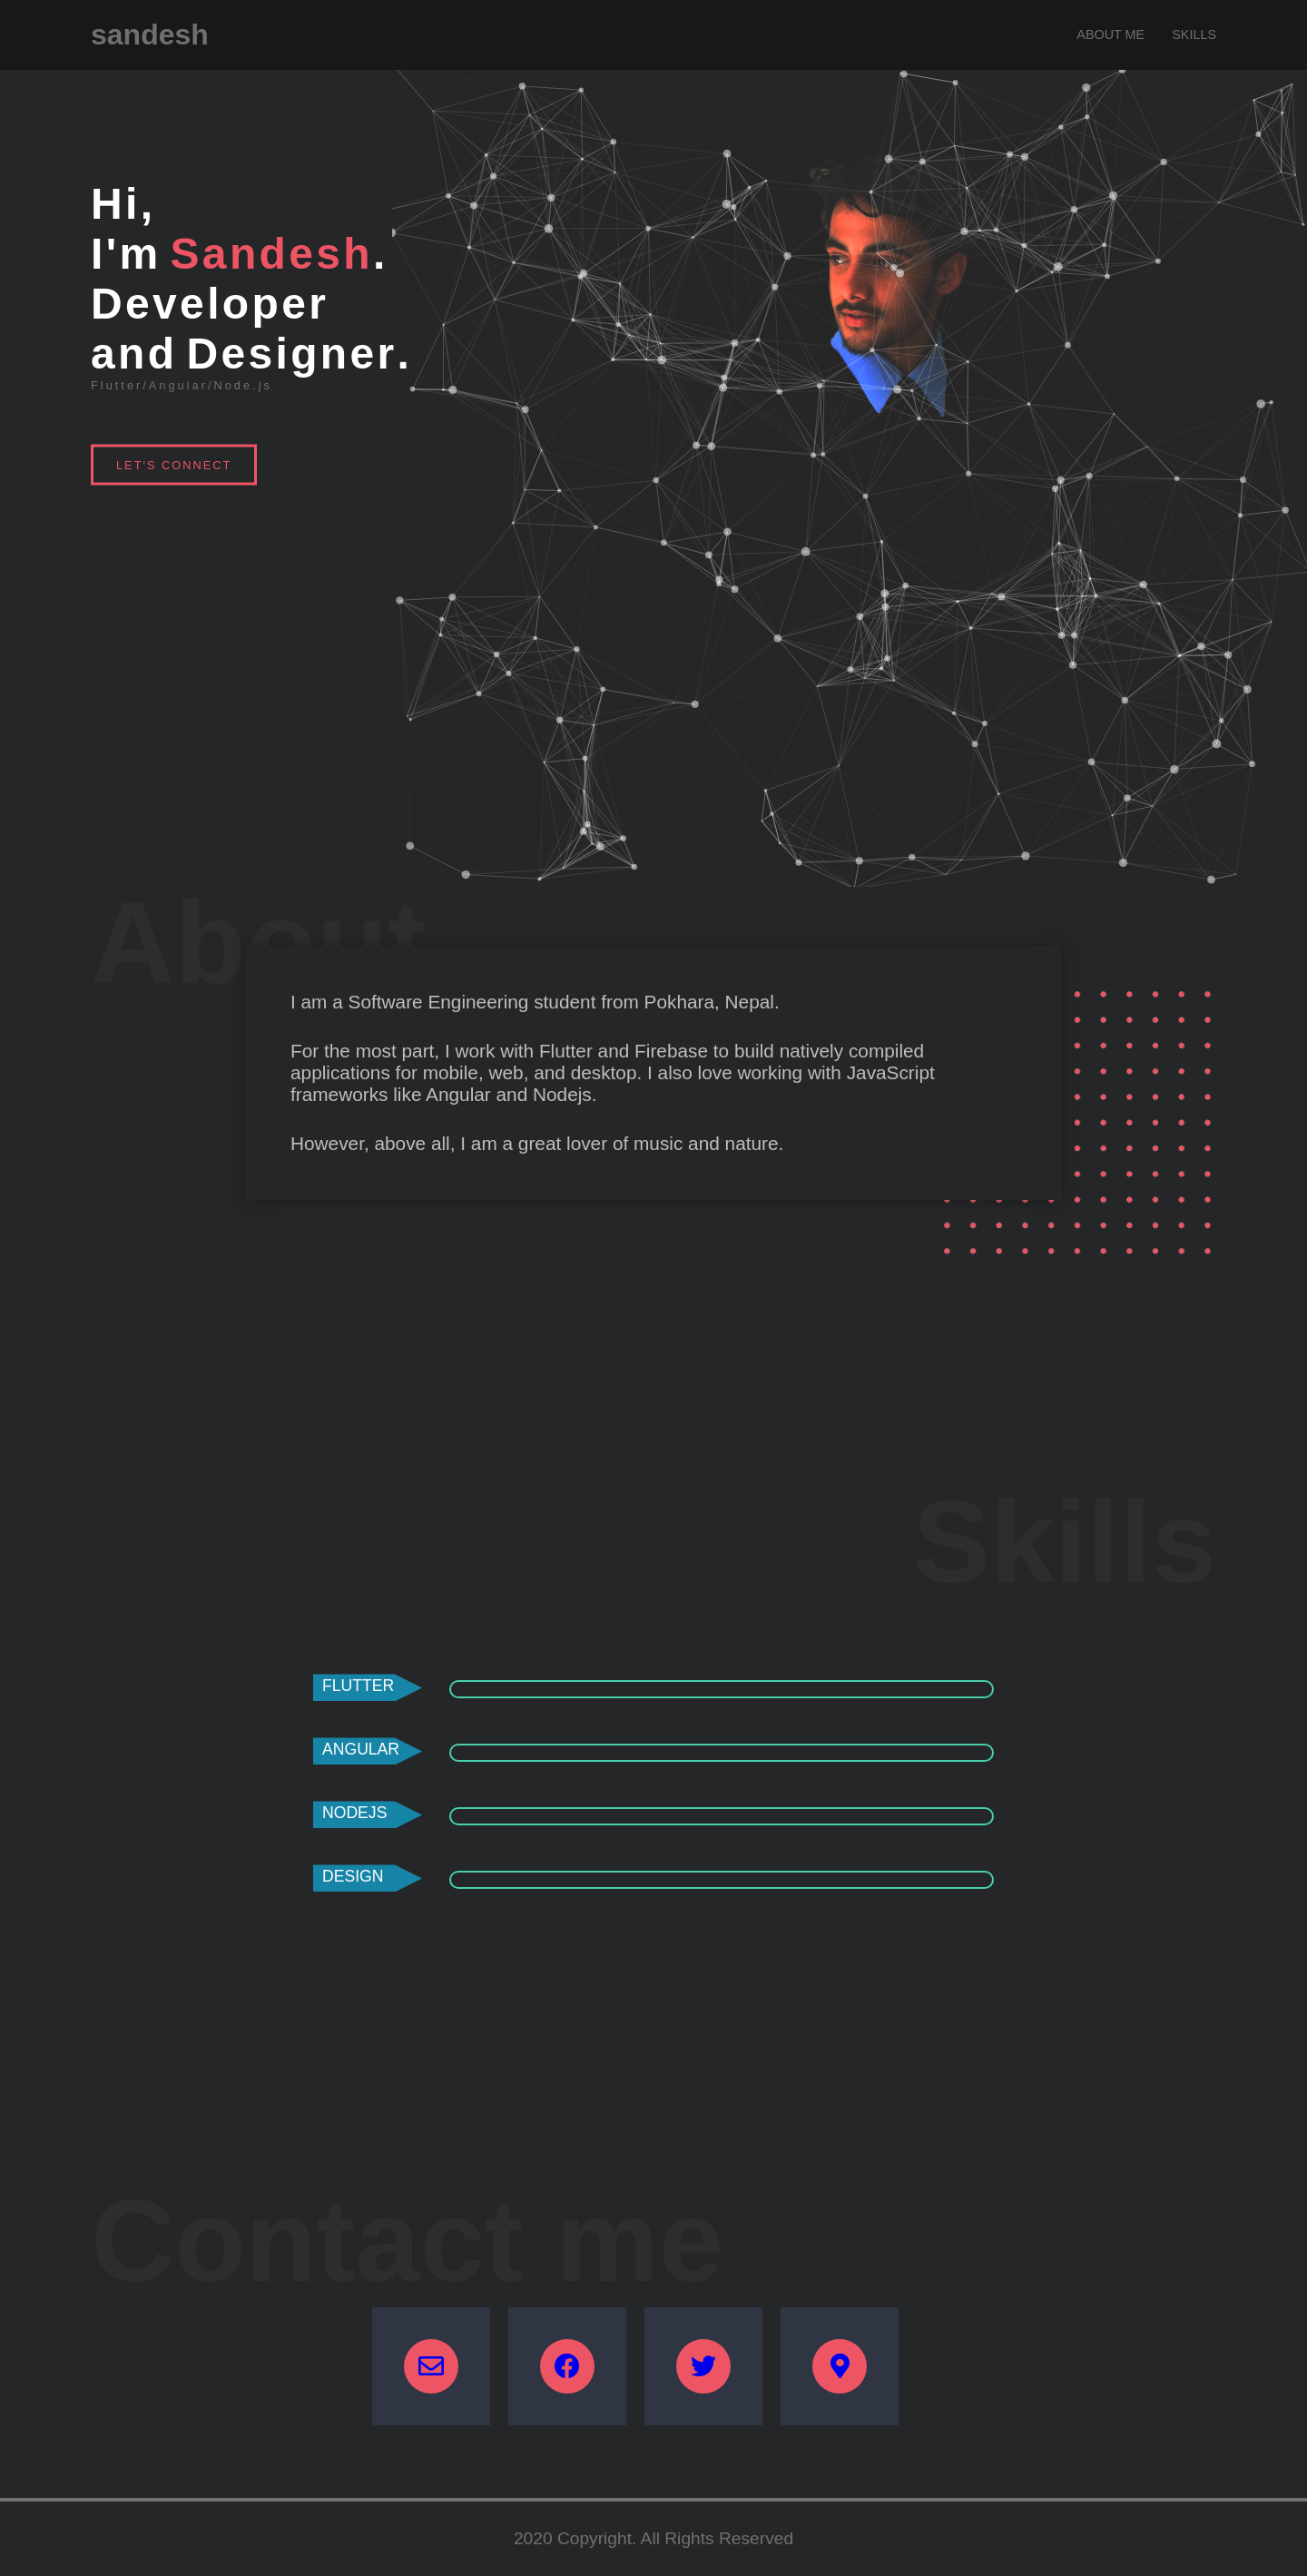 sandesh
ABOUT ME
SKILLS
Hi,
I'm Sandesh.
Developer
and Designer.
Flutter/Angular/Node.js
LET'S CONNECT
About
I am a Software Engineering student from Pokhara, Nepal.
For the most part, I work with Flutter and Firebase to build natively compiled
applications for mobile, web, and desktop. I also love working with JavaScript
frameworks like Angular and Nodejs.
However, above all, I am a great lover of music and nature.
Skills
FLUTTER
ANGULAR
NODEJS
DESIGN
Contact me
2020 Copyright. All Rights Reserved